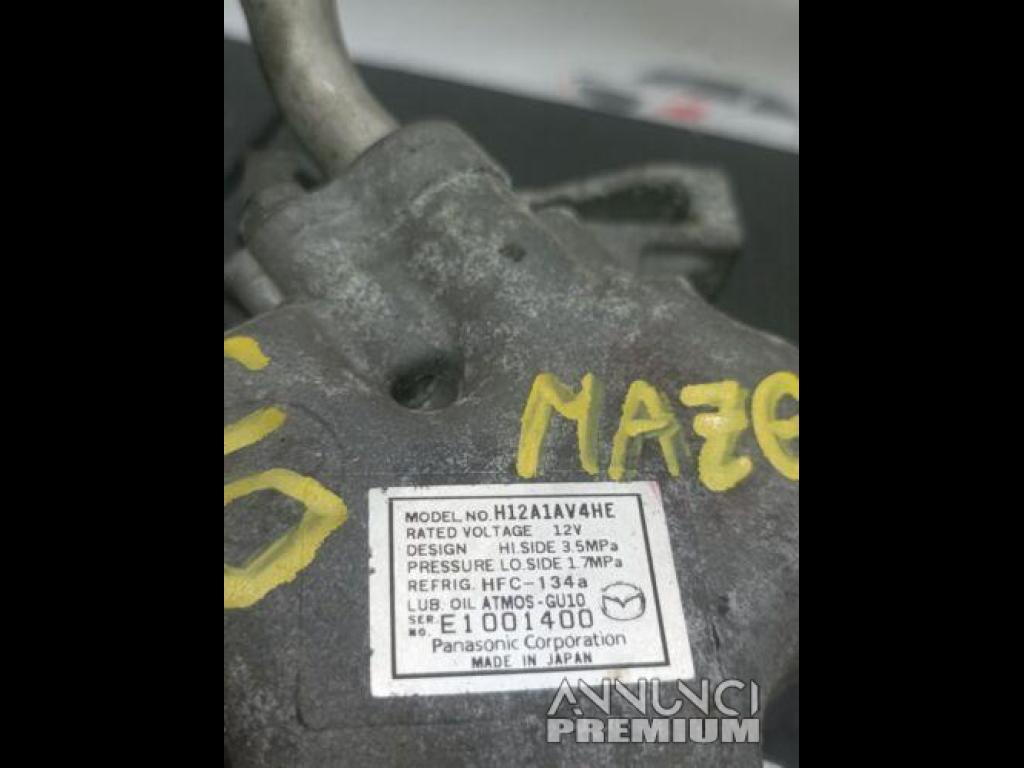 MAZ
MODEL NO. H12A1AV4HE
RATED VOLTAGE 12V
DESIGN HI.SIDE 3.5MPa
PRESSURE LO.SIDE 1.7MPa
REFRIG. HFC-134a
LUB. OIL ATMOS-GU10
SER. NO. E1001400
Panasonic Corporation
MADE IN JAPAN
ANNUNCI
PREMIUM